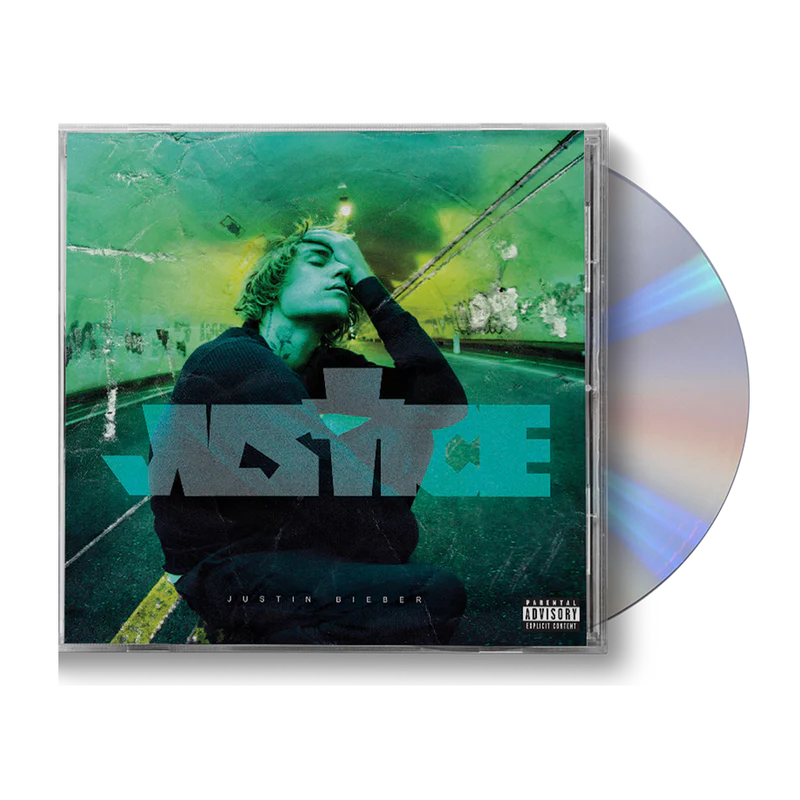 JUSTICE
JUSTIN BIEBER
PARENTAL
ADVISORY
EXPLICIT CONTENT